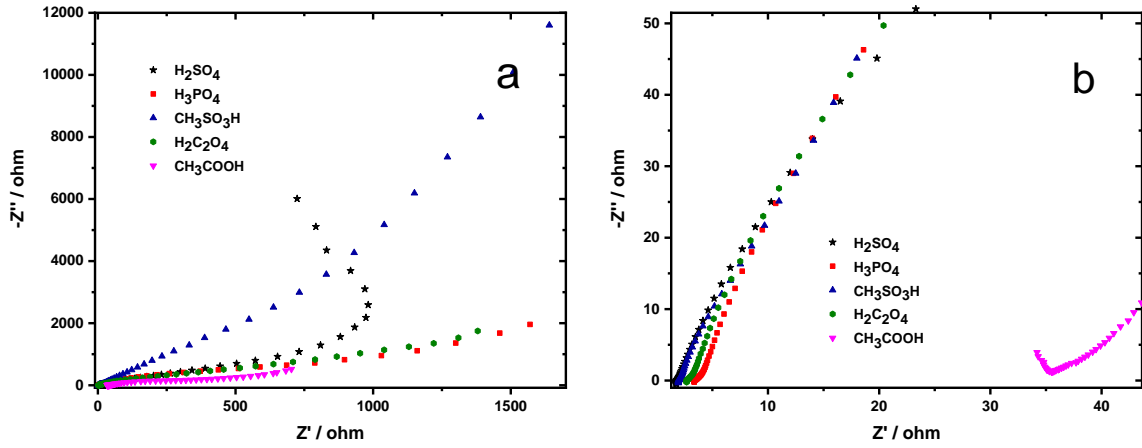 a
12000
10000
8000
6000
4000
2000
0
-Z'' / ohm
H₂SO₄
H₃PO₄
CH₃SO₃H
H₂C₂O₄
CH₃COOH
0 500 1000 1500
Z' / ohm
b
50
40
30
20
10
0
-Z'' / ohm
H₂SO₄
H₃PO₄
CH₃SO₃H
H₂C₂O₄
CH₃COOH
10 20 30 40
Z' / ohm